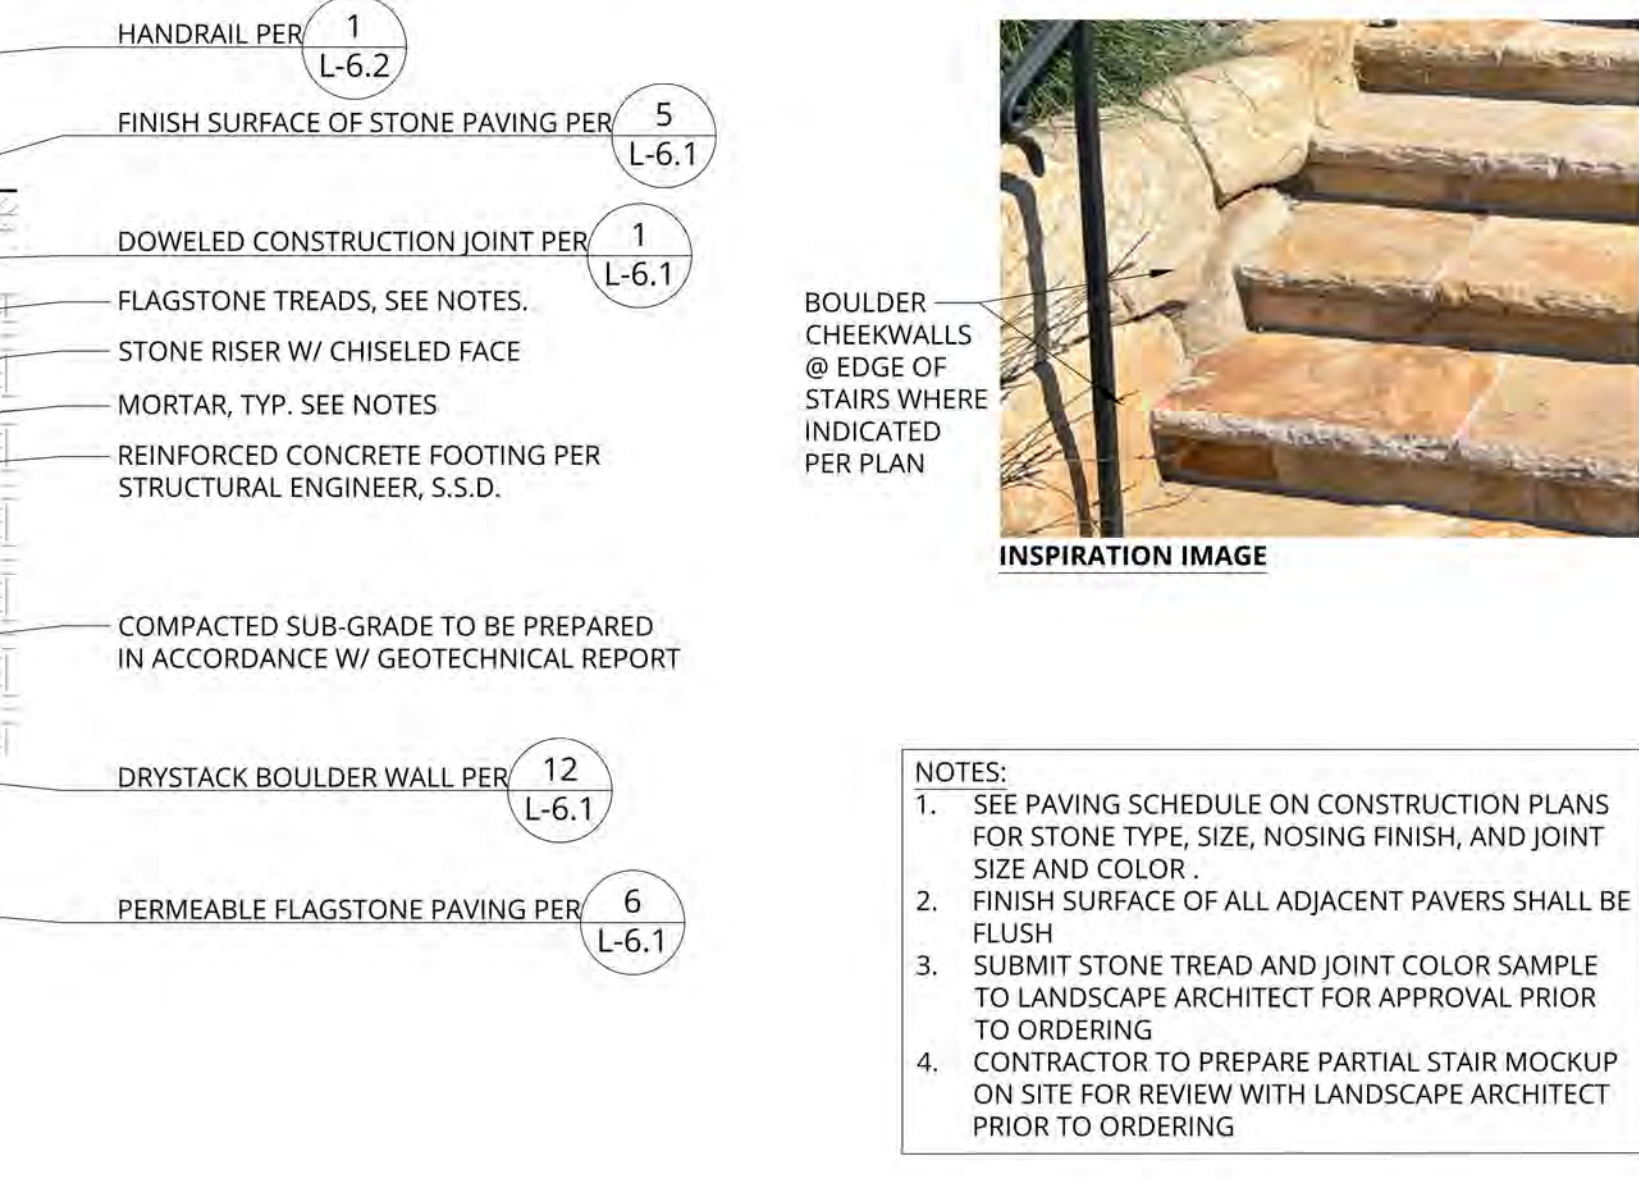 HANDRAIL PER 1
L-6.2
FINISH SURFACE OF STONE PAVING PER 5
L-6.1
DOWELED CONSTRUCTION JOINT PER 1
L-6.1
FLAGSTONE TREADS, SEE NOTES.
STONE RISER W/ CHISELED FACE
MORTAR, TYP. SEE NOTES
REINFORCED CONCRETE FOOTING PER
STRUCTURAL ENGINEER, S.S.D.
COMPACTED SUB-GRADE TO BE PREPARED
IN ACCORDANCE W/ GEOTECHNICAL REPORT
DRYSTACK BOULDER WALL PER 12
L-6.1
PERMEABLE FLAGSTONE PAVING PER 6
L-6.1
BOULDER
CHEEKWALLS
@ EDGE OF
STAIRS WHERE
INDICATED
PER PLAN
INSPIRATION IMAGE
NOTES:
1. SEE PAVING SCHEDULE ON CONSTRUCTION PLANS
FOR STONE TYPE, SIZE, NOSING FINISH, AND JOINT
SIZE AND COLOR .
2. FINISH SURFACE OF ALL ADJACENT PAVERS SHALL BE
FLUSH
3. SUBMIT STONE TREAD AND JOINT COLOR SAMPLE
TO LANDSCAPE ARCHITECT FOR APPROVAL PRIOR
TO ORDERING
4. CONTRACTOR TO PREPARE PARTIAL STAIR MOCKUP
ON SITE FOR REVIEW WITH LANDSCAPE ARCHITECT
PRIOR TO ORDERING